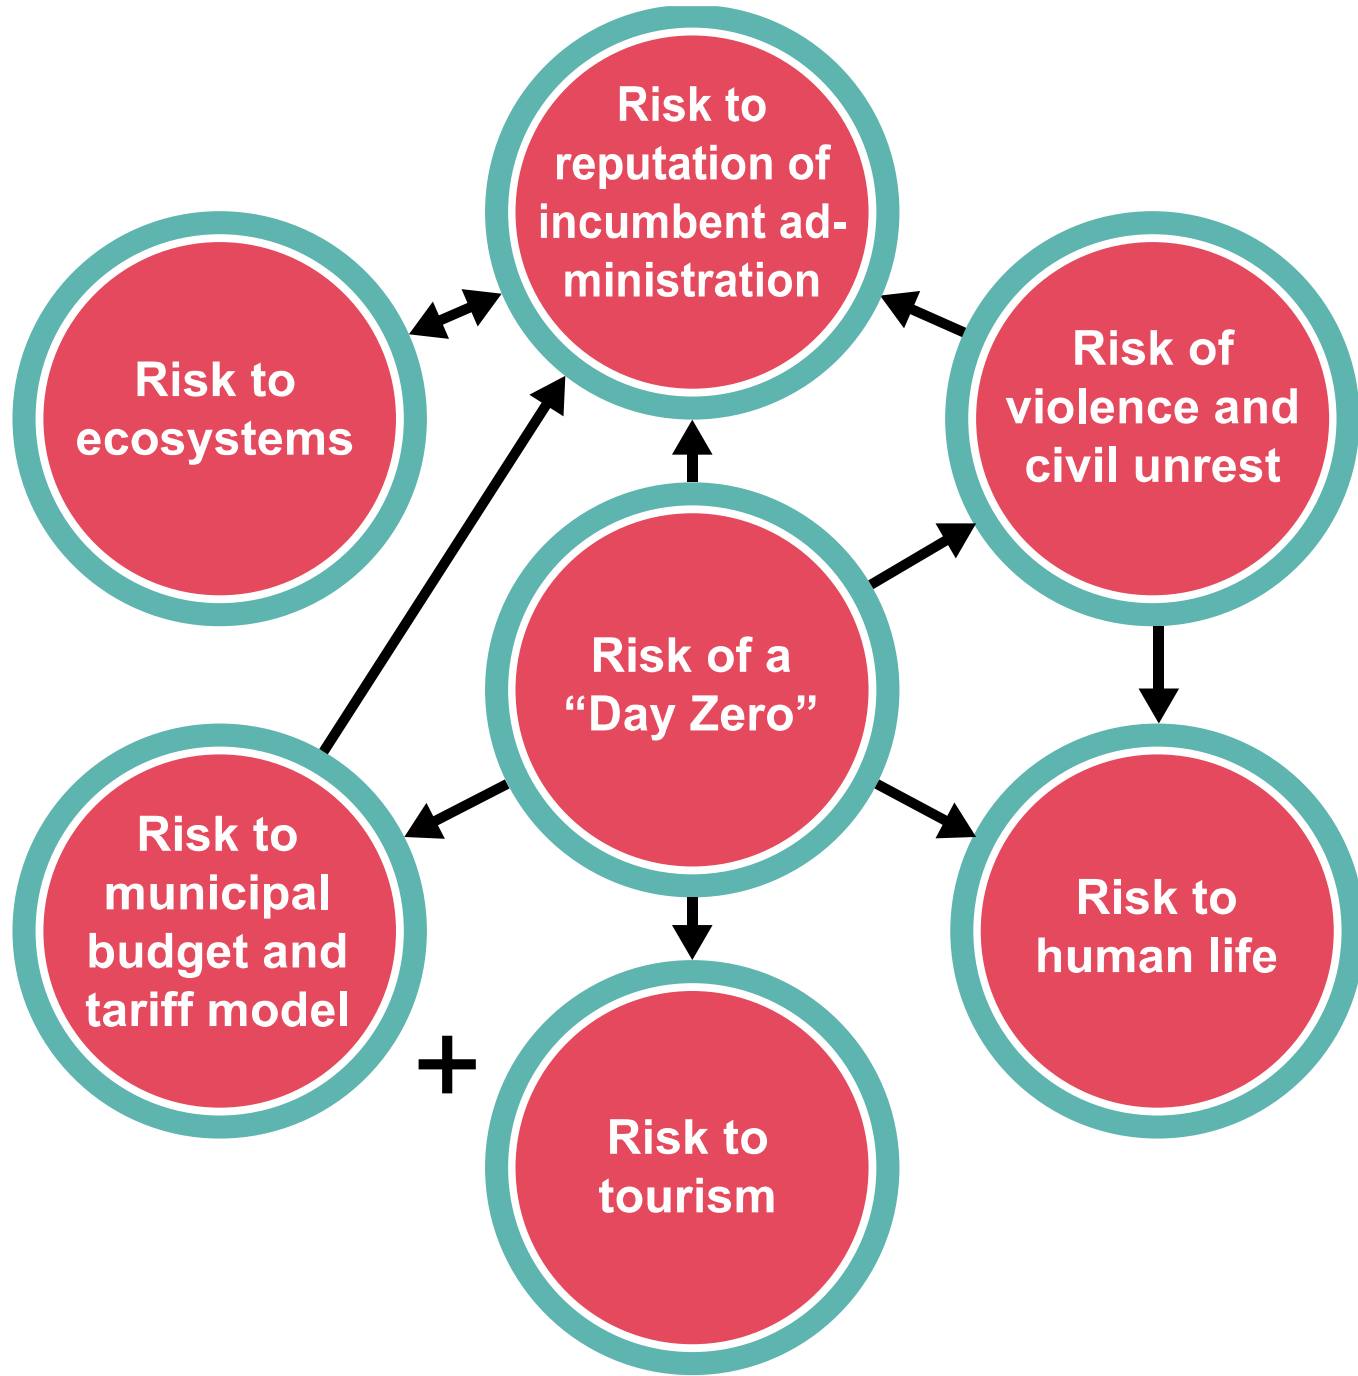 Risk to
reputation of
incumbent ad-
ministration
Risk to
ecosystems
Risk of
violence and
civil unrest
Risk of a
“Day Zero”
Risk to
municipal
budget and
tariff model
Risk to
human life
+
Risk to
tourism